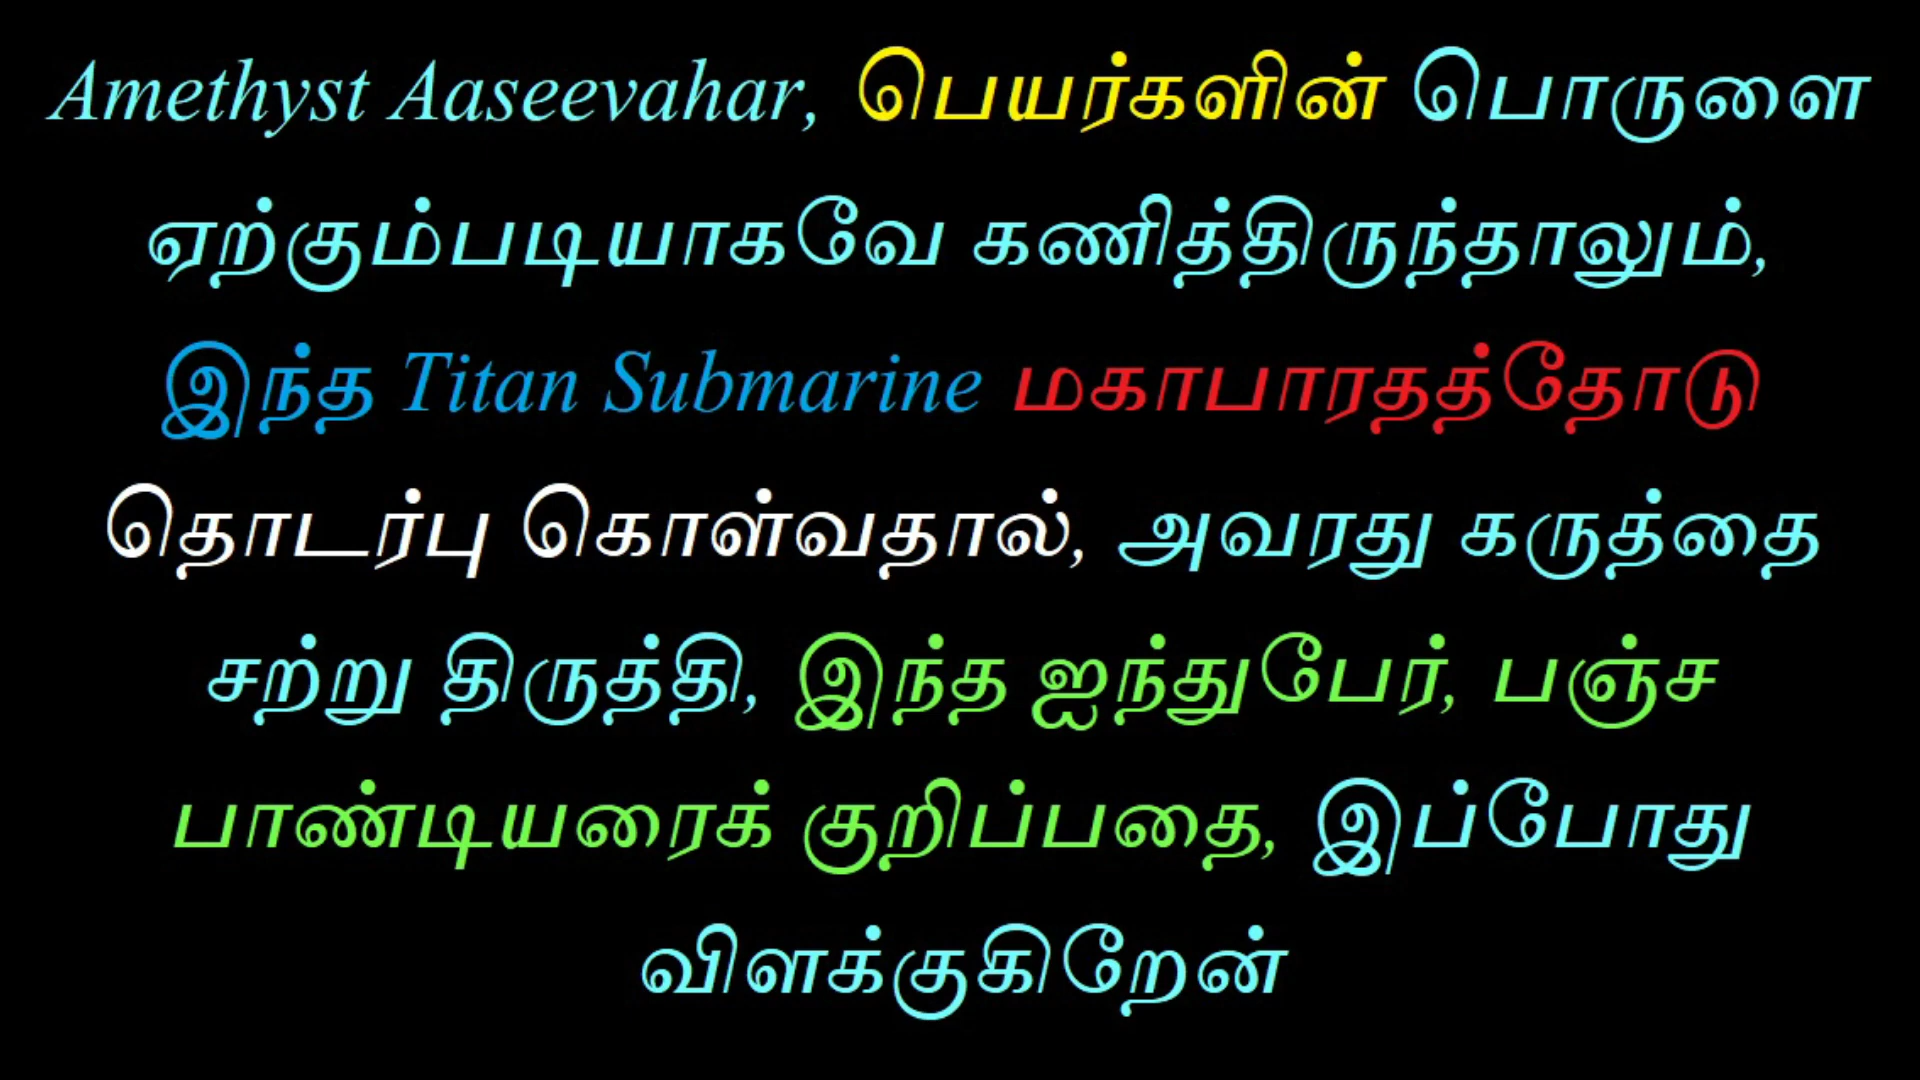 Amethyst Aaseevahar, பெயர்களின் பொருளை
ஏற்கும்படியாகவே கணித்திருந்தாலும்,
இந்த Titan Submarine மகாபாரதத்தோடு
தொடர்பு கொள்வதால், அவரது கருத்தை
சற்று திருத்தி, இந்த ஐந்துபேர், பஞ்ச
பாண்டியரைக் குறிப்பதை, இப்போது
விளக்குகிறேன்